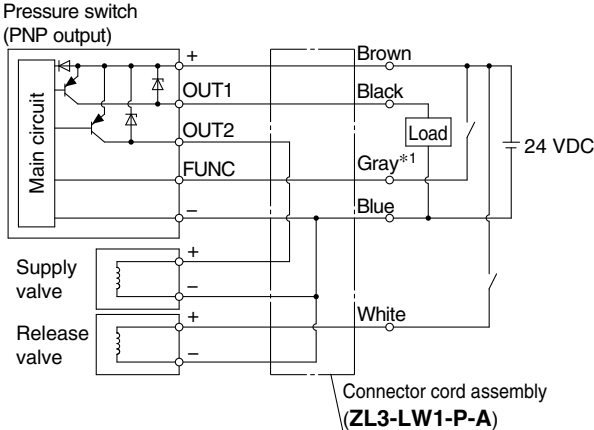 Pressure switch
(PNP output)
Main circuit
+
OUT1
OUT2
FUNC
−
Brown
Black
Load
Gray*1
Blue
24 VDC
Supply
valve
+
−
Release
valve
+
−
White
Connector cord assembly
(ZL3-LW1-P-A)